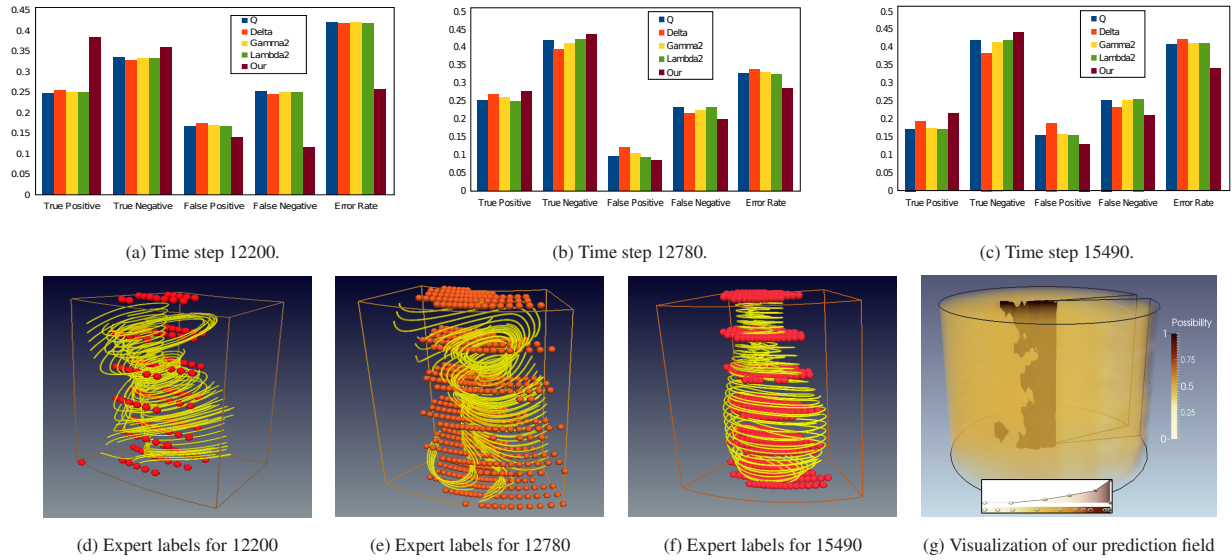 0.45
0.4
0.35
0.3
0.25
0.2
0.15
0.1
0.05
0
Q
Delta
Gamma2
Lambda2
Our
True Positive True Negative False Positive False Negative Error Rate
(a) Time step 12200.
0.5
0.45
0.4
0.35
0.3
0.25
0.2
0.15
0.1
0.05
0
Q
Delta
Gamma2
Lambda2
Our
True Positive True Negative False Positive False Negative Error Rate
(b) Time step 12780.
0.5
0.45
0.4
0.35
0.3
0.25
0.2
0.15
0.1
0.05
0
Q
Delta
Gamma2
Lambda2
Our
True Positive True Negative False Positive False Negative Error Rate
(c) Time step 15490.
(d) Expert labels for 12200
(e) Expert labels for 12780
(f) Expert labels for 15490
Possibility
1
0.75
0.5
0.25
0
(g) Visualization of our prediction field